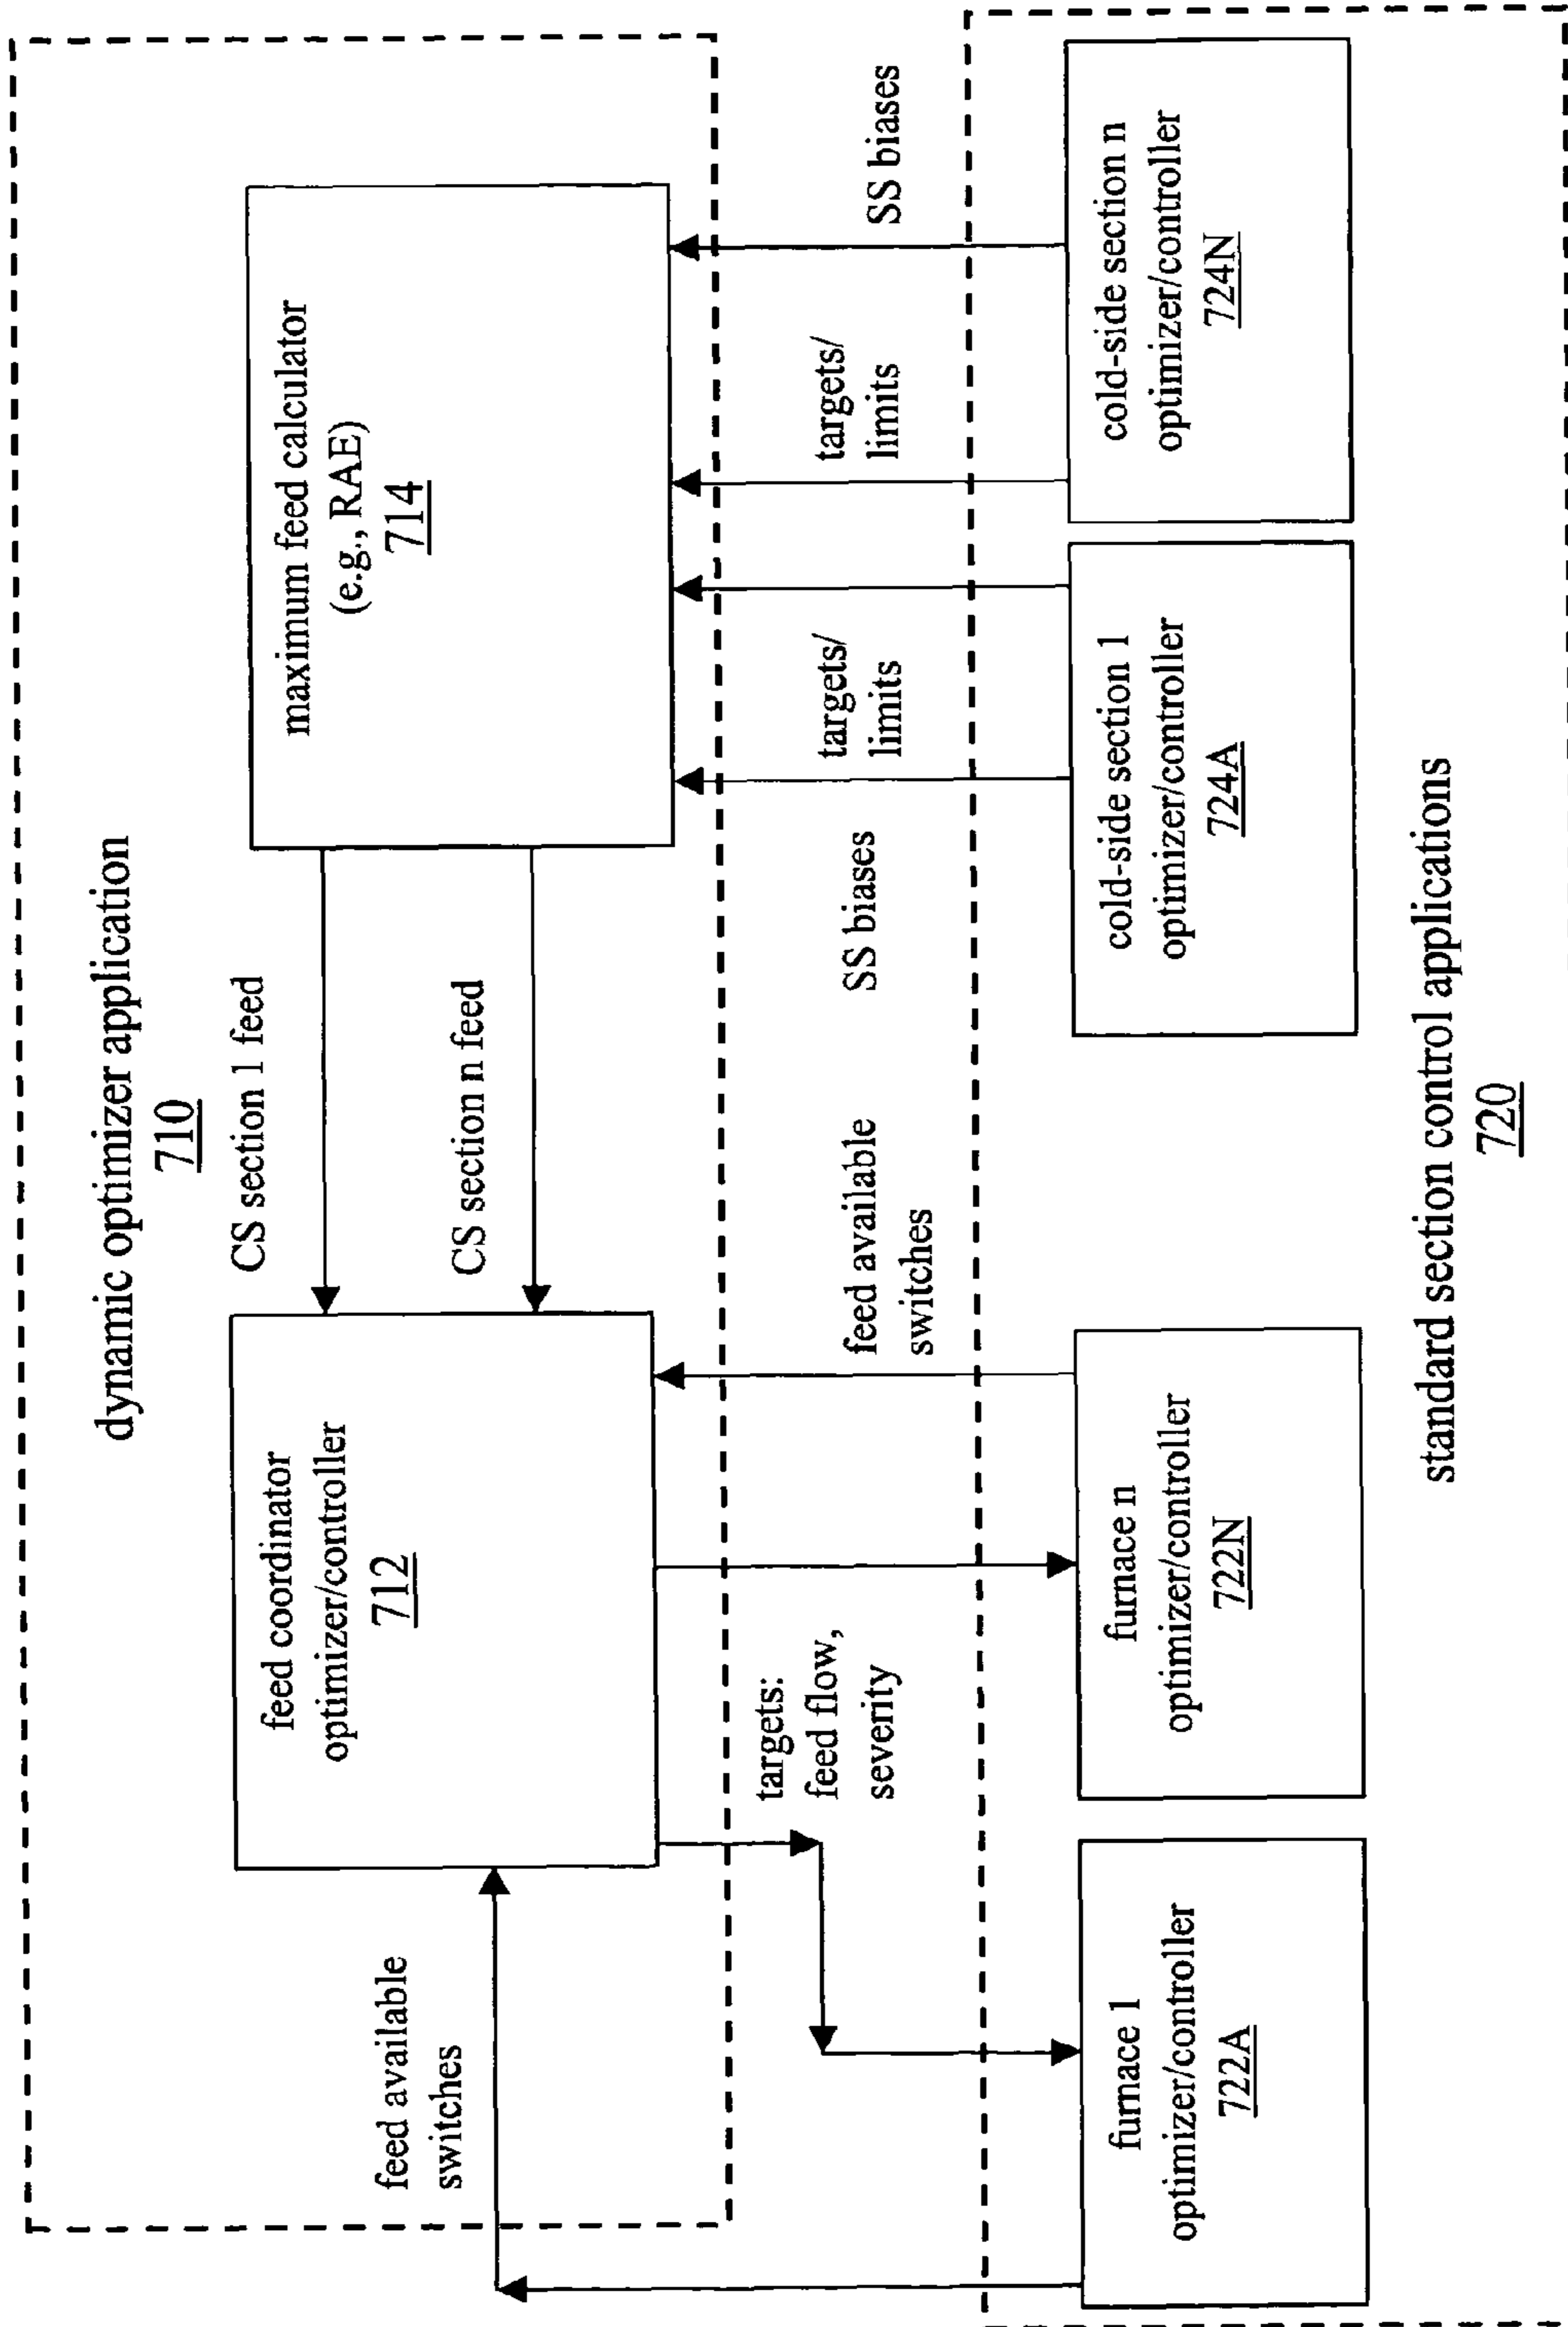 dynamic optimizer application
710
feed available
switches
feed coordinator
optimizer/controller
712
CS section 1 feed
CS section n feed
maximum feed calculator
(e.g., RAE)
714
targets:
feed flow,
severity
feed available
switches
SS biases
targets/
limits
targets/
limits
SS biases
furnace 1
optimizer/controller
722A
furnace n
optimizer/controller
722N
cold-side section 1
optimizer/controller
724A
cold-side section n
optimizer/controller
724N
standard section control applications
720